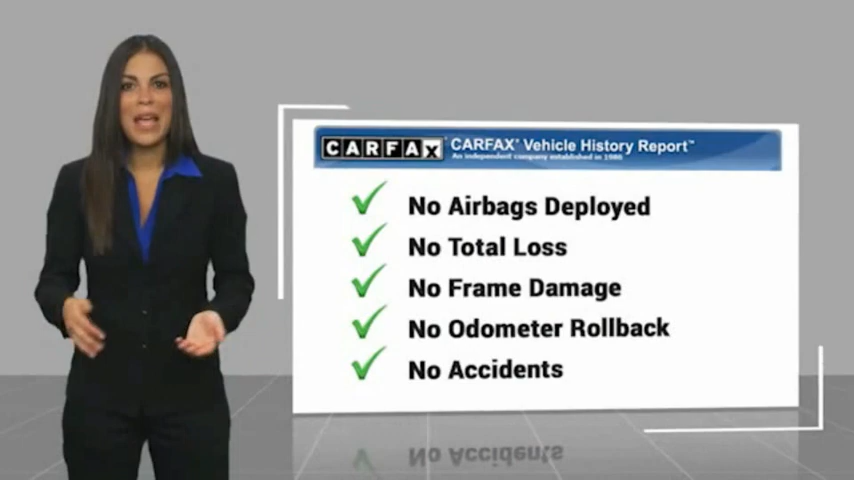 CARFAX CARFAX® Vehicle History Report™
An independent company established in 1986
No Airbags Deployed
No Total Loss
No Frame Damage
No Odometer Rollback
No Accidents
No Accidents